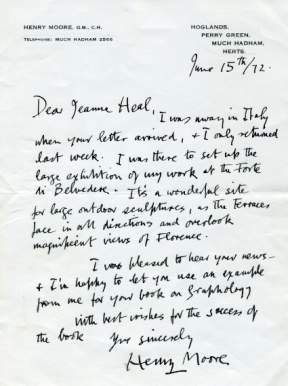 HENRY MOORE, O.M., C.H.
TELEPHONE: MUCH HADHAM 2566
HOGLANDS,
PERRY GREEN,
MUCH HADHAM,
HERTS.
June 15th/72.
Dear Jeanne Heal,
I was away in Italy
when your letter arrived, & I only returned
last week. I was there to set up the
large exhibition of my work at the Forte
di Belvedere. It's a wonderful site
for large outdoor sculptures, as the Terraces
face in all directions and overlook
magnificent views of Florence.
I was pleased to hear your news –
& I'm happy to let you use an example
from me for your book on Graphology
with best wishes for the success of
the book
Yrs sincerely
Henry Moore